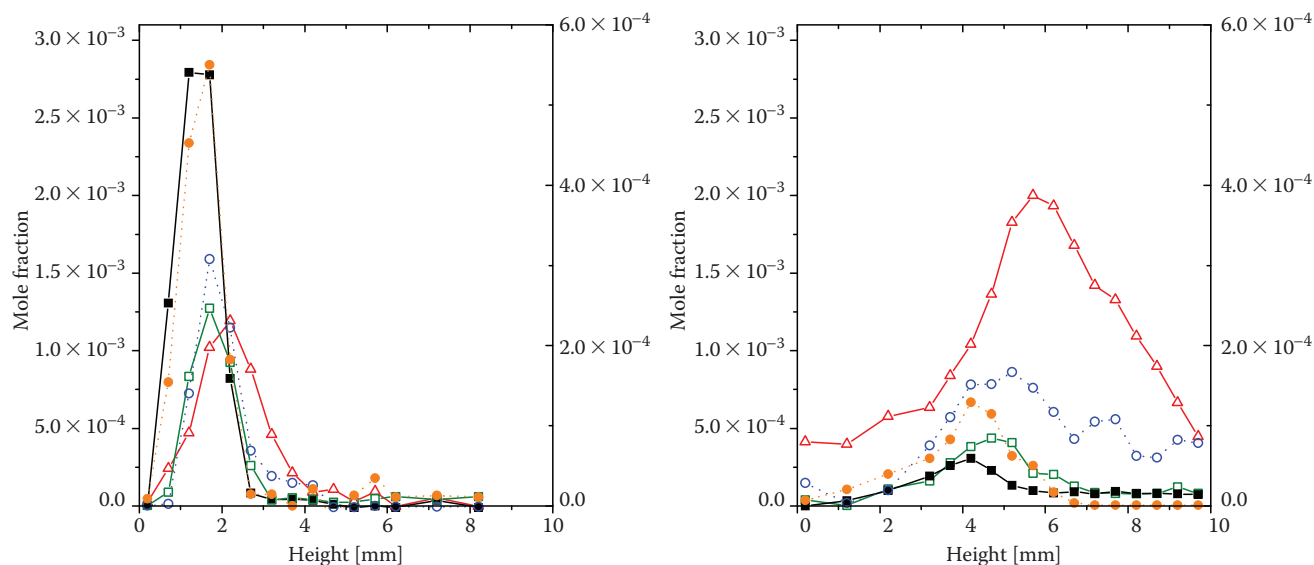 3.0 × 10⁻³
2.5 × 10⁻³
2.0 × 10⁻³
1.5 × 10⁻³
1.0 × 10⁻³
5.0 × 10⁻⁴
0.0
Mole fraction
6.0 × 10⁻⁴
4.0 × 10⁻⁴
2.0 × 10⁻⁴
0.0
0 2 4 6 8 10
Height [mm]
3.0 × 10⁻³
2.5 × 10⁻³
2.0 × 10⁻³
1.5 × 10⁻³
1.0 × 10⁻³
5.0 × 10⁻⁴
0.0
Mole fraction
6.0 × 10⁻⁴
4.0 × 10⁻⁴
2.0 × 10⁻⁴
0.0
0 2 4 6 8 10
Height [mm]